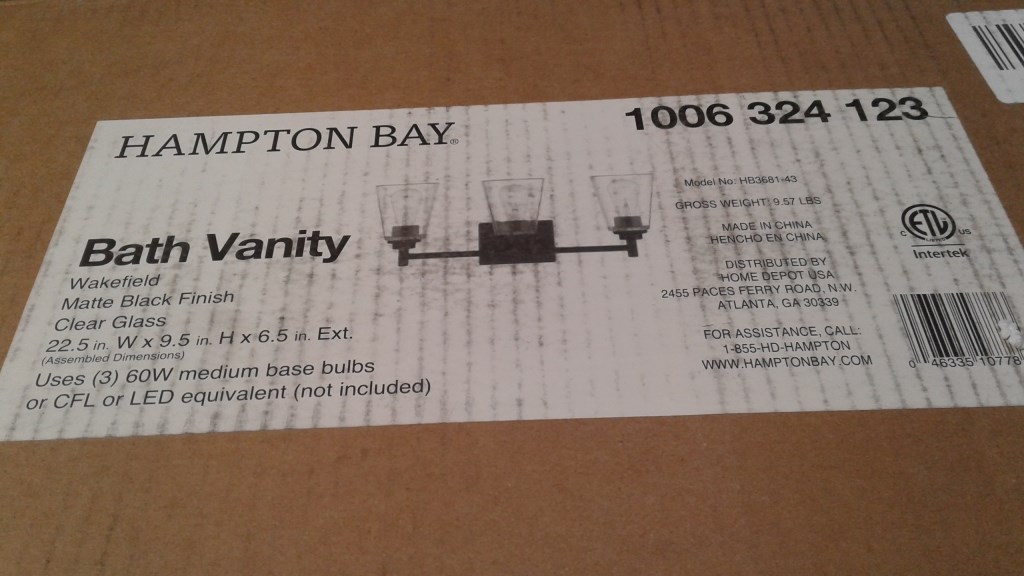 HAMPTON BAY®
1006 324 123
Bath Vanity
Wakefield
Matte Black Finish
Clear Glass
22.5 in. W x 9.5 in. H x 6.5 in. Ext.
(Assembled Dimensions)
Uses (3) 60W medium base bulbs
or CFL or LED equivalent (not included)
Model No: HB3681-43
GROSS WEIGHT: 9.57 LBS
MADE IN CHINA
HENCHO EN CHINA
DISTRIBUTED BY
HOME DEPOT USA
2455 PACES FERRY ROAD, N.W.
ATLANTA, GA 30339
FOR ASSISTANCE, CALL:
1-855-HD-HAMPTON
WWW.HAMPTONBAY.COM
C ETL US
Intertek
0 46335 10778